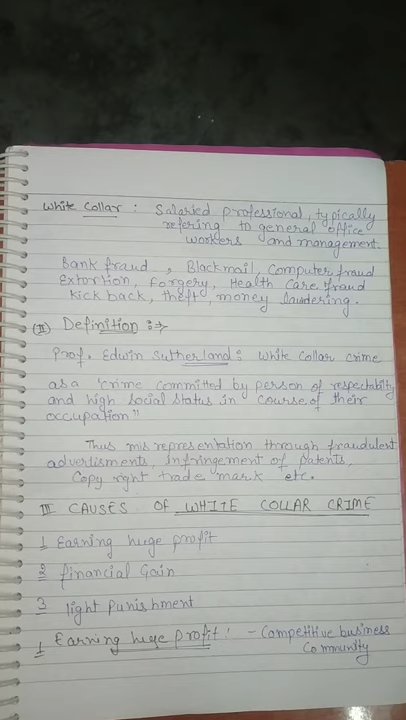 White Collar : Salaried professional, typically
refering to general office
workers and management.
Bank fraud, Blackmail, Computer fraud
Extortion, forgery, Health Care fraud
Kick back, theft, money laundering.
(II) Definition :→
Prof. Edwin Sutherland : White Collar crime
as a "crime committed by person of respectability
and high social status in course of their
occupation"
Thus misrepresentation through fraudulent
advertisments, infringement of patents,
Copy right trade mark etc.
III CAUSES OF WHITE COLLAR CRIME
1 Earning huge profit
2 financial Gain
3 light Punishment
1 Earning huge profit : - Competitive business
Community